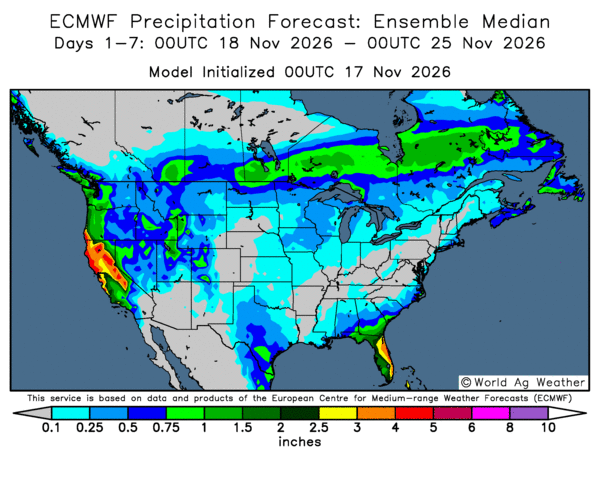 ECMWF Precipitation Forecast: Ensemble Median
Days 1–7: 00UTC 18 Nov 2026 – 00UTC 25 Nov 2026
Model Initialized 00UTC 17 Nov 2026
©World Ag Weather
This service is based on data and products of the European Centre for Medium-range Weather Forecasts (ECMWF)
0.1 0.25 0.5 0.75 1 1.5 2 2.5 3 4 5 6 8 10
inches